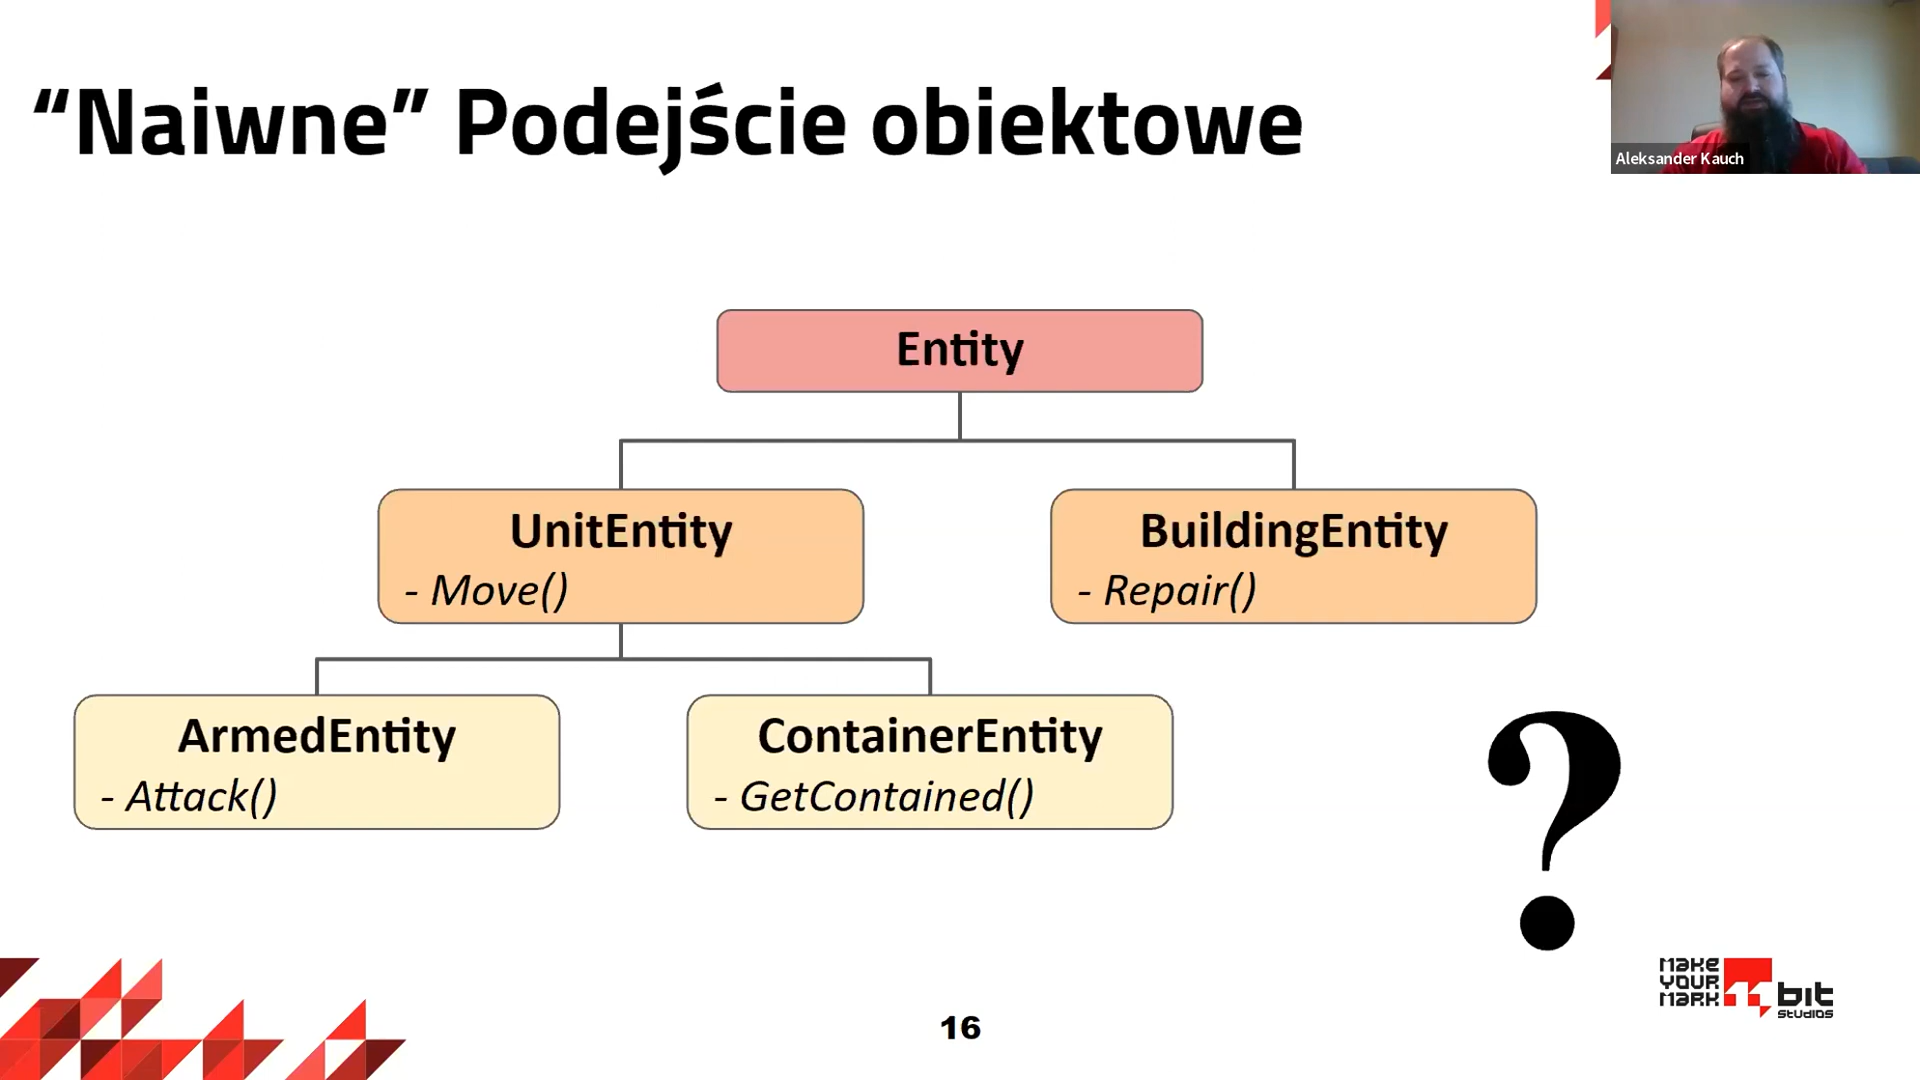 “Naiwne” Podejście obiektowe
Aleksander Kauch
Entity
UnitEntity
- Move()
BuildingEntity
- Repair()
ArmedEntity
- Attack()
ContainerEntity
- GetContained()
?
MAKE
YOUR
MARK
11 bit
STUDIOS
16